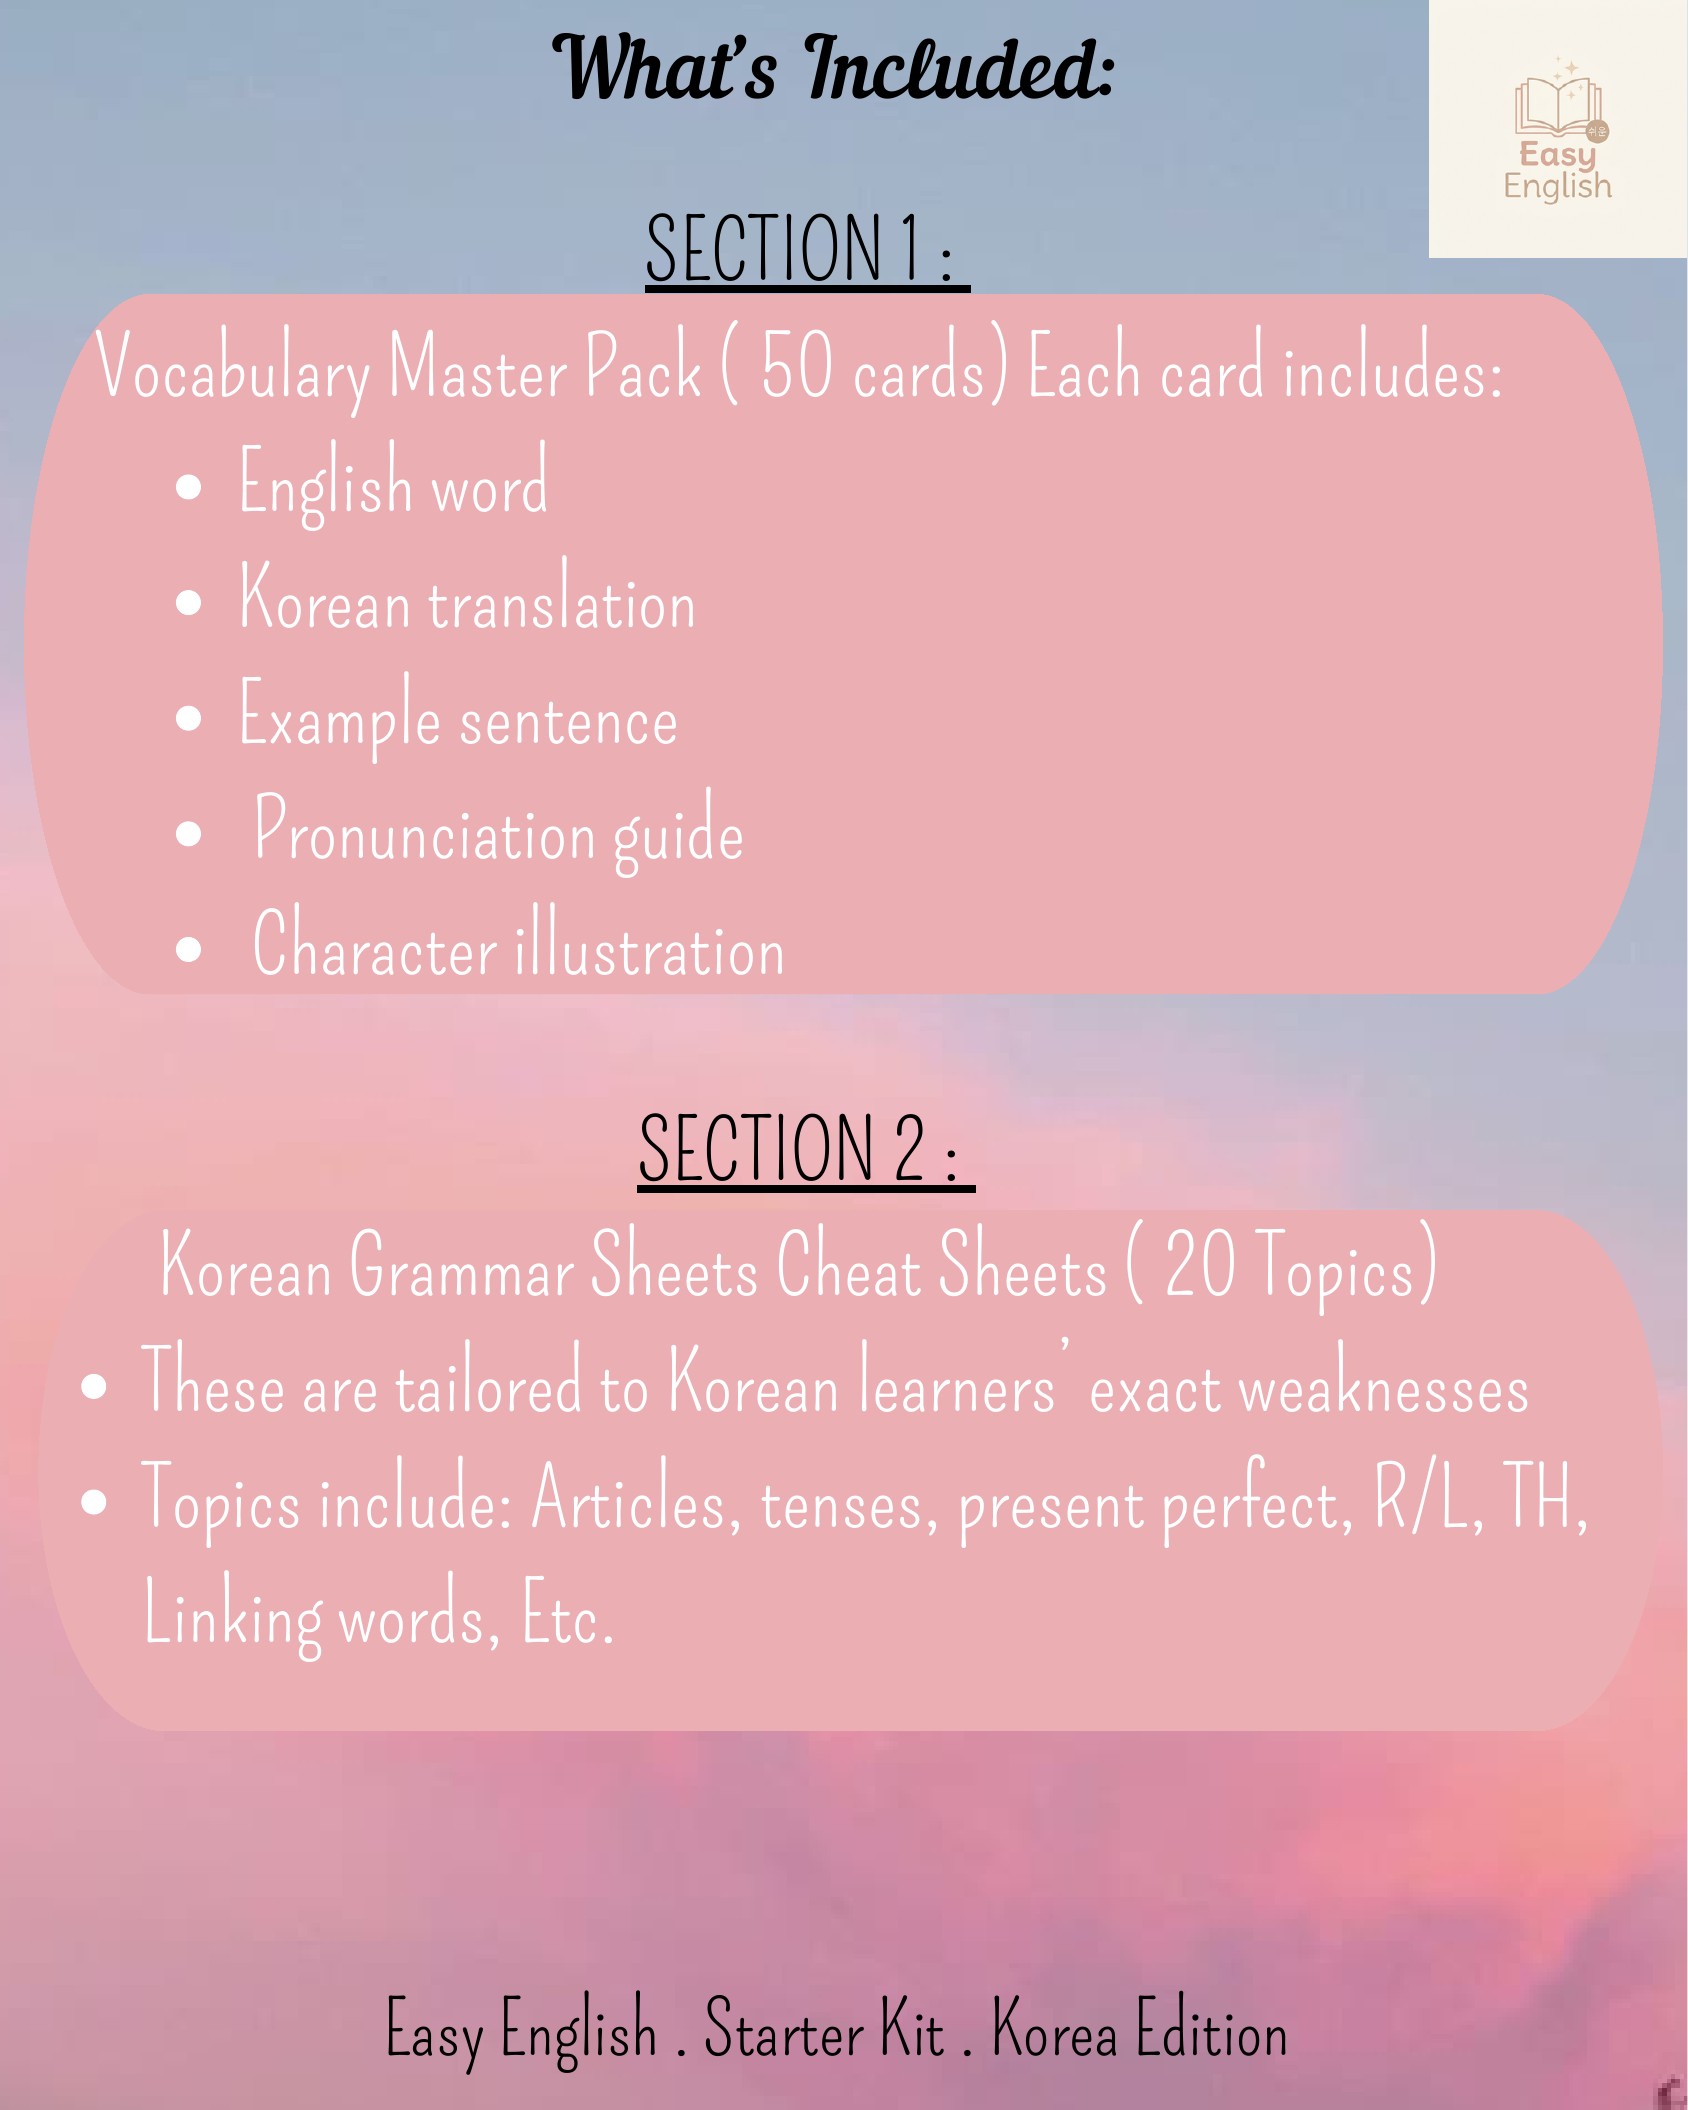 What's Included:
쉬운
Easy
English
SECTION 1 :
Vocabulary Master Pack ( 50 cards) Each card includes:
• English word
• Korean translation
• Example sentence
• Pronunciation guide
• Character illustration
SECTION 2 :
Korean Grammar Sheets Cheat Sheets ( 20 Topics)
• These are tailored to Korean learners’ exact weaknesses
• Topics include: Articles, tenses, present perfect, R/L, TH,
Linking words, Etc.
Easy English . Starter Kit . Korea Edition